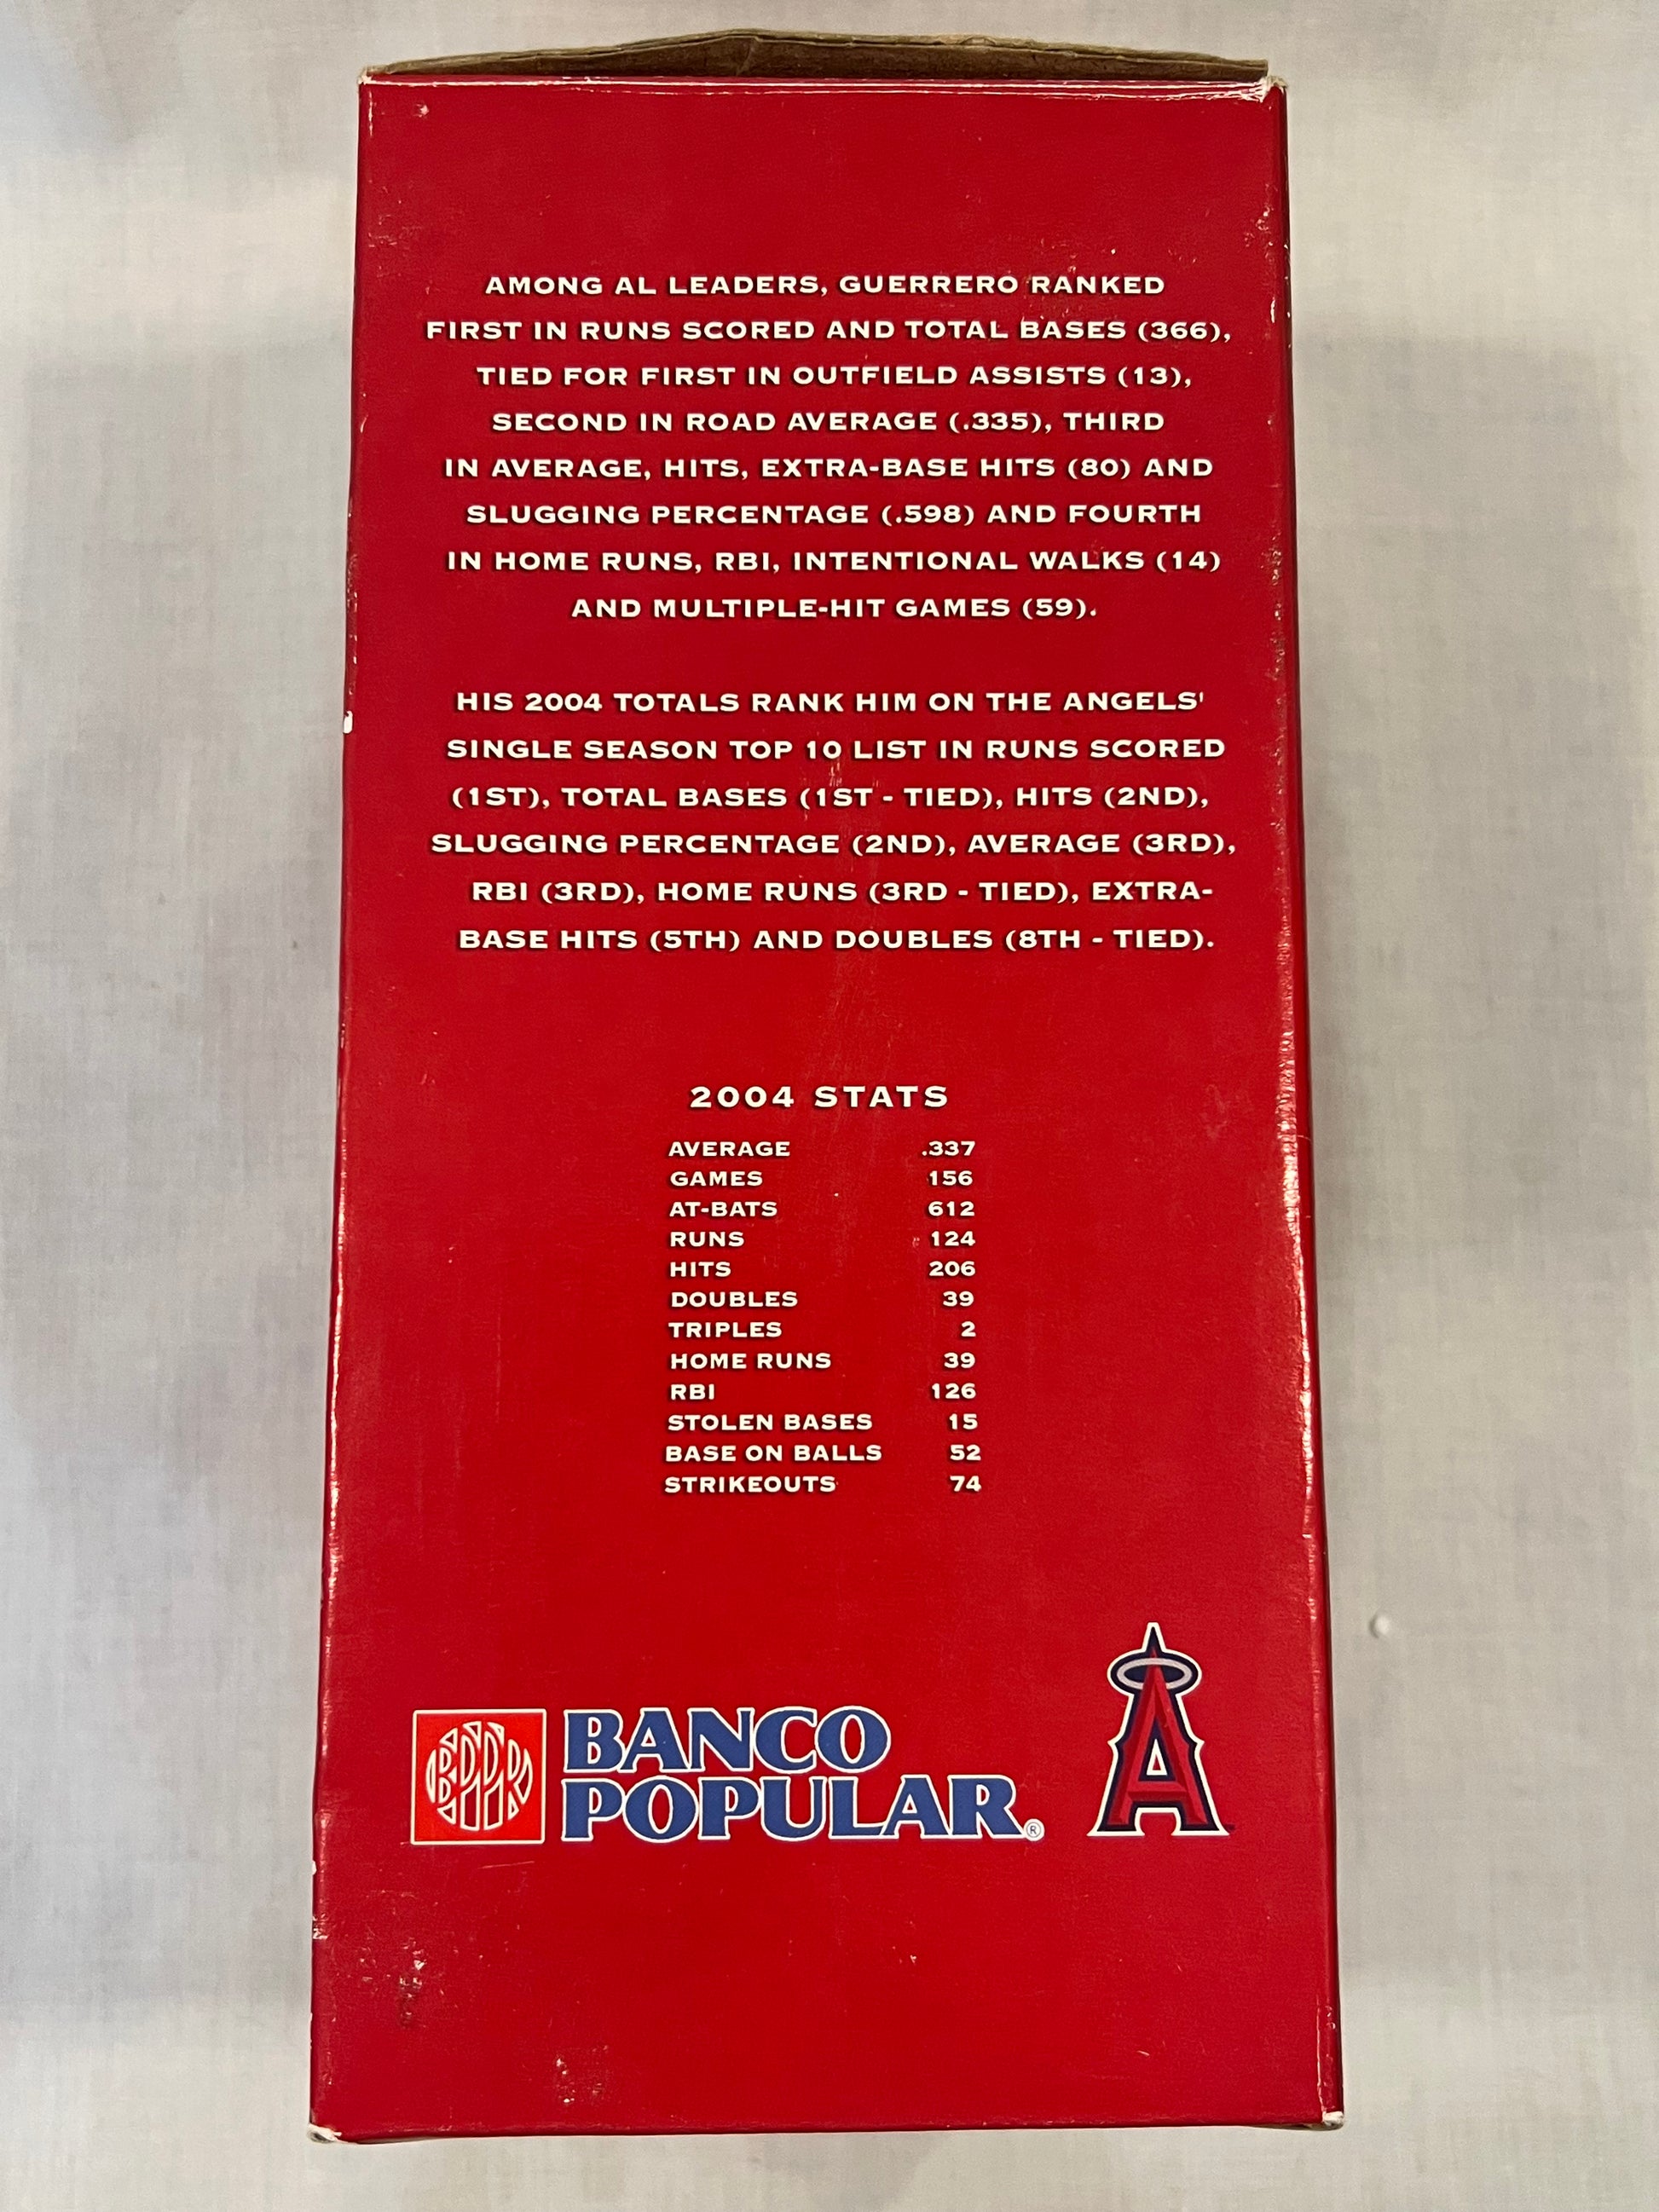 AMONG AL LEADERS, GUERRERO RANKED
FIRST IN RUNS SCORED AND TOTAL BASES (366),
TIED FOR FIRST IN OUTFIELD ASSISTS (13),
SECOND IN ROAD AVERAGE (.335), THIRD
IN AVERAGE, HITS, EXTRA-BASE HITS (80) AND
SLUGGING PERCENTAGE (.598) AND FOURTH
IN HOME RUNS, RBI, INTENTIONAL WALKS (14)
AND MULTIPLE-HIT GAMES (59).
HIS 2004 TOTALS RANK HIM ON THE ANGELS'
SINGLE SEASON TOP 10 LIST IN RUNS SCORED
(1ST), TOTAL BASES (1ST - TIED), HITS (2ND),
SLUGGING PERCENTAGE (2ND), AVERAGE (3RD),
RBI (3RD), HOME RUNS (3RD - TIED), EXTRA-
BASE HITS (5TH) AND DOUBLES (8TH - TIED).
2004 STATS
AVERAGE .337
GAMES 156
AT-BATS 612
RUNS 124
HITS 206
DOUBLES 39
TRIPLES 2
HOME RUNS 39
RBI 126
STOLEN BASES 15
BASE ON BALLS 52
STRIKEOUTS 74
BPPR
BANCO
POPULAR®
A